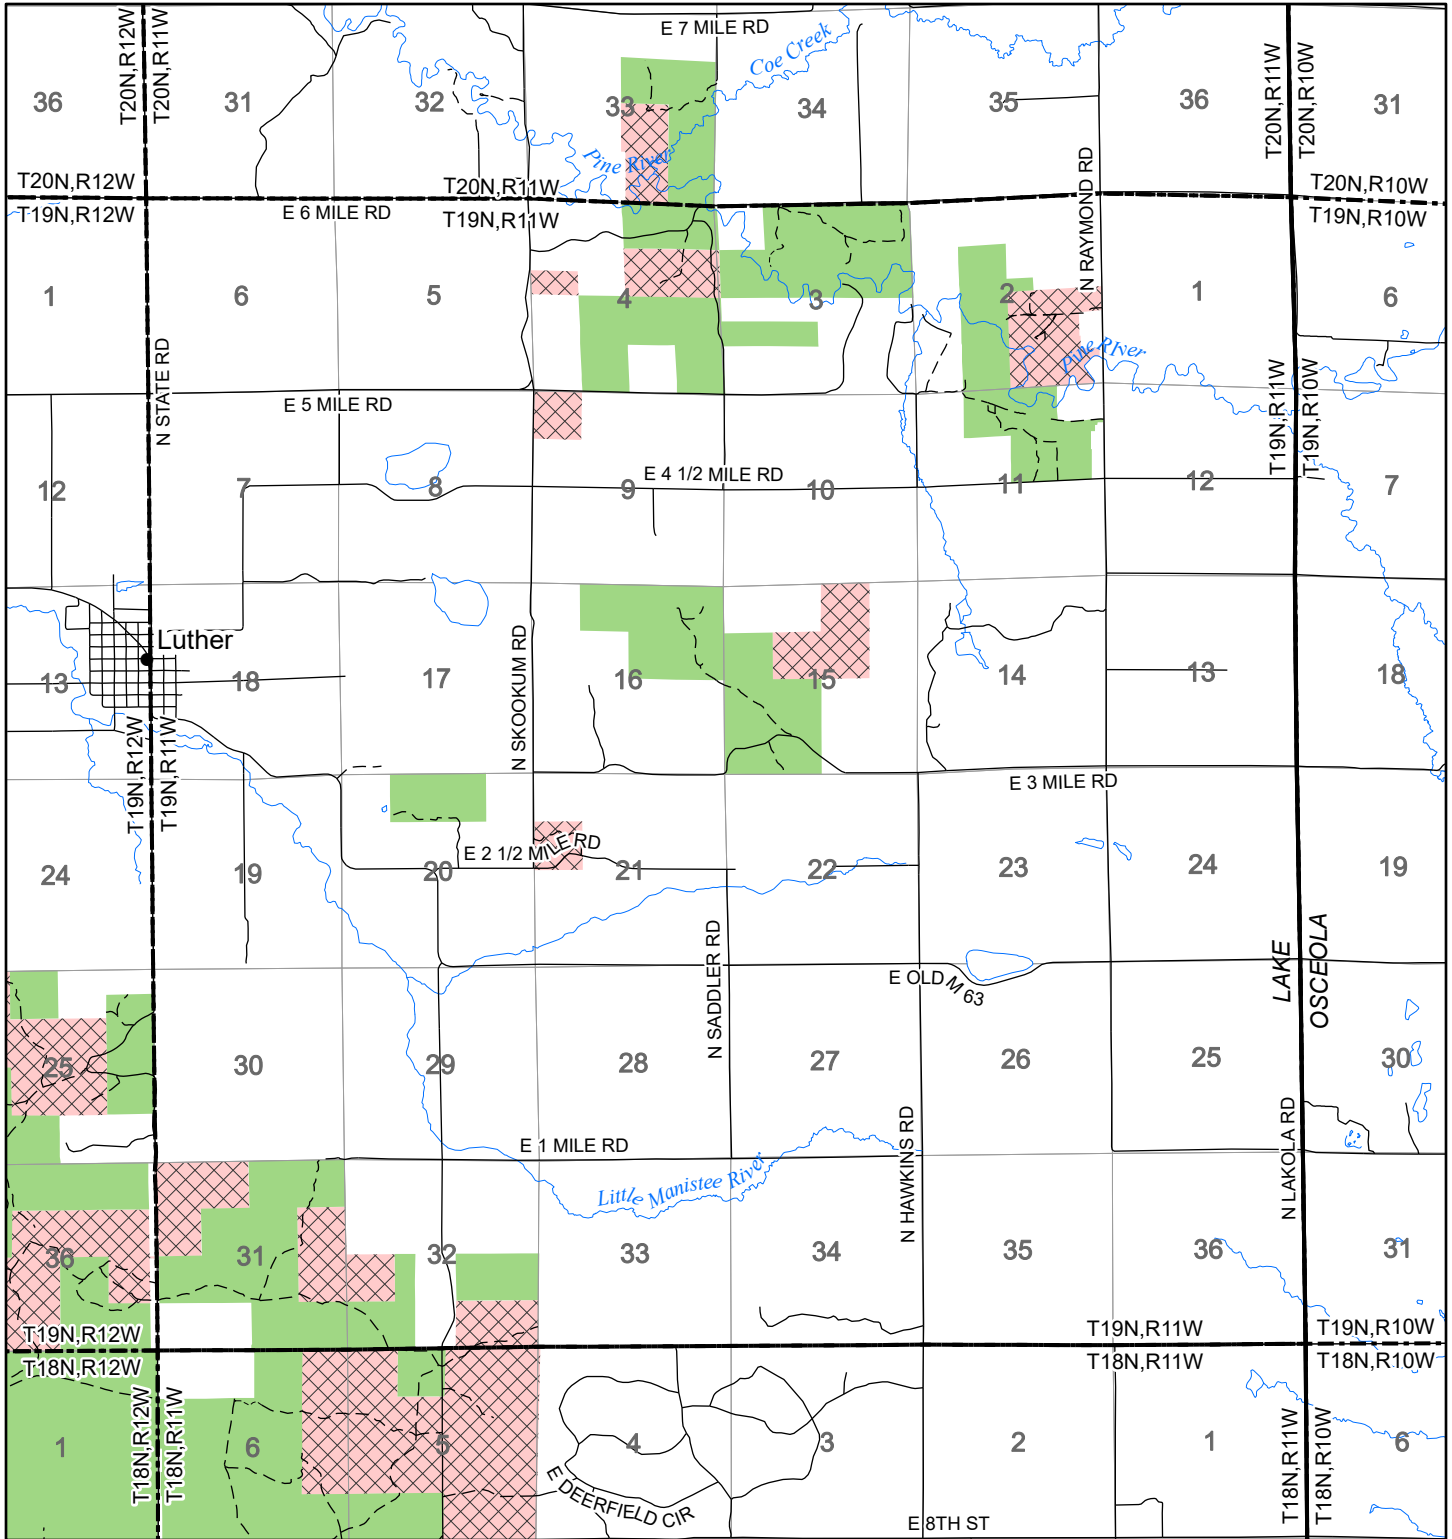 E 7 MILE RD
T20N,R12W
T20N,R11W
Coe Creek
T20N,R11W
T20N,R10W
36
31
32
33
34
35
36
31
Pine River
N RAYMOND RD
T20N,R12W
T20N,R11W
T20N,R10W
T19N,R12W
E 6 MILE RD
T19N,R11W
T19N,R10W
1
6
5
4
3
2
1
6
N STATE RD
Pine RIver
T19N,R11W
T19N,R10W
E 5 MILE RD
E 4 1/2 MILE RD
12
7
8
9
10
11
12
7
Luther
N SKOOKUM RD
13
18
17
16
15
14
13
18
T19N,R12W
T19N,R11W
E 3 MILE RD
E 2 1/2 MILE RD
24
19
20
21
22
23
24
19
N SADDLER RD
LAKE
OSCEOLA
E OLD M 63
25
30
29
28
27
26
25
30
N HAWKINS RD
N LAKOLA RD
E 1 MILE RD
Little Manistee River
36
31
32
33
34
35
36
31
T19N,R12W
T19N,R11W
T19N,R10W
T18N,R12W
T18N,R11W
T18N,R10W
T18N,R12W
T18N,R11W
T18N,R11W
T18N,R10W
1
6
5
4
3
2
1
6
E DEERFIELD CIR
E 8TH ST